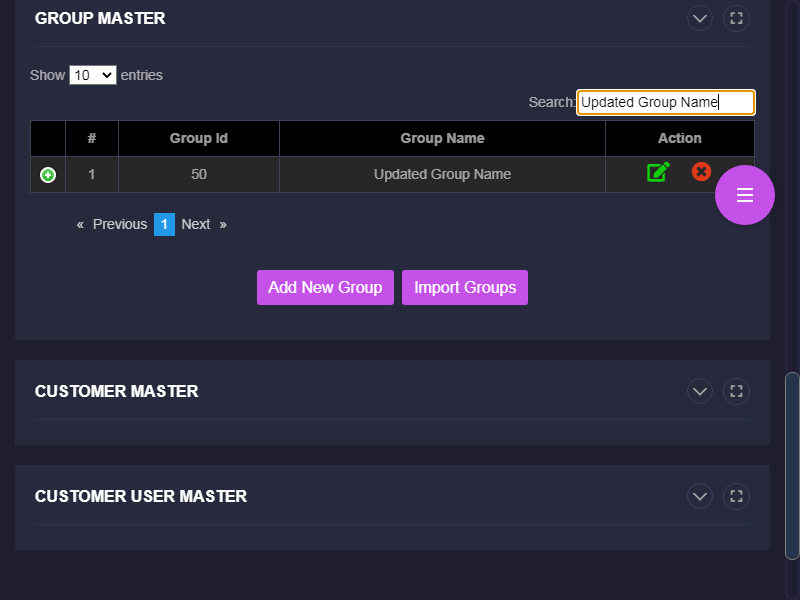 GROUP MASTER
Show 10 entries
Search: Updated Group Name
# Group Id Group Name Action
1 50 Updated Group Name
« Previous 1 Next »
Add New Group Import Groups
CUSTOMER MASTER
CUSTOMER USER MASTER